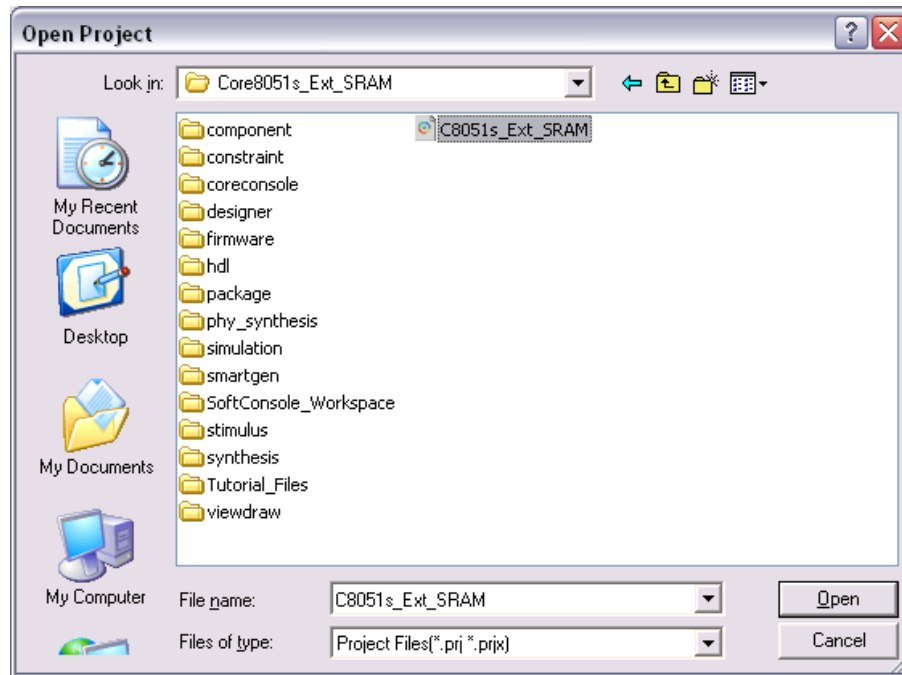 Open Project
Look in: Core8051s_Ext_SRAM
component
constraint
coreconsole
designer
firmware
hdl
package
phy_synthesis
simulation
smartgen
SoftConsole_Workspace
stimulus
synthesis
Tutorial_Files
viewdraw
C8051s_Ext_SRAM
My Recent
Documents
Desktop
My Documents
My Computer
File name: C8051s_Ext_SRAM Open
Files of type: Project Files(*.prj *.prjx) Cancel